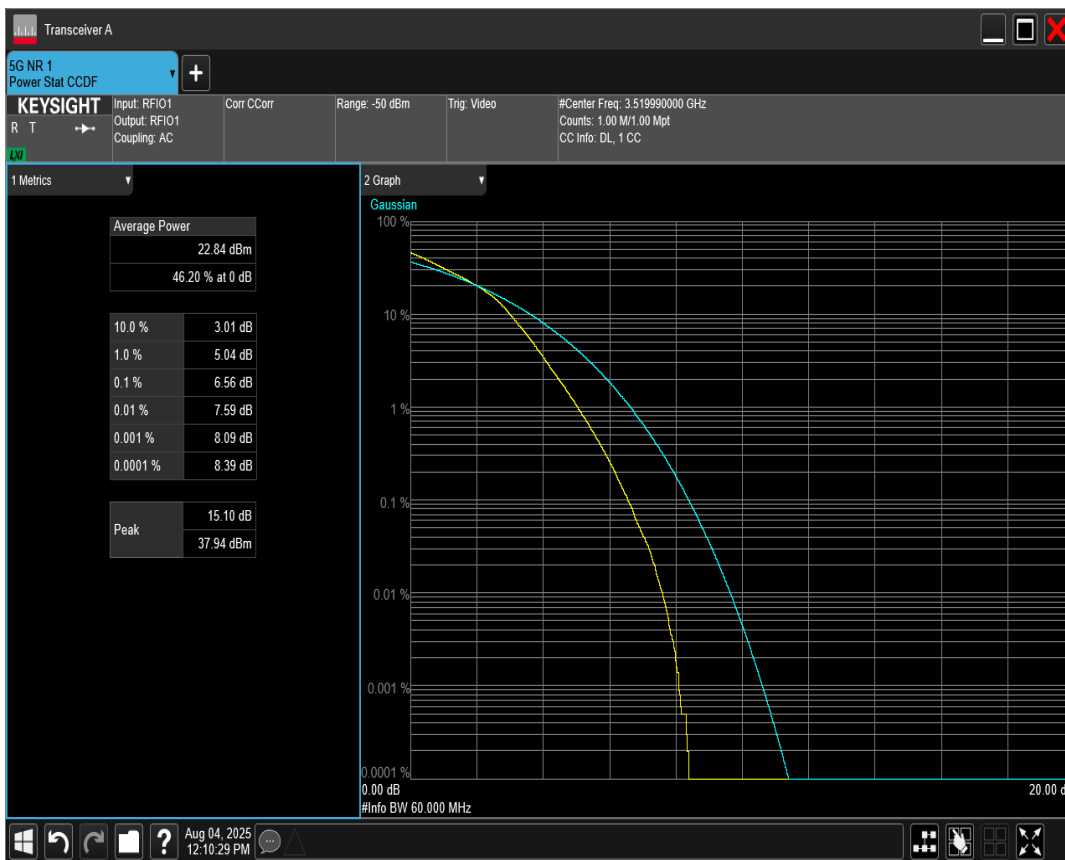 Transceiver A
5G NR 1
Power Stat CCDF
+
KEYSIGHT
R T
LXI
Input: RFIO1
Output: RFIO1
Coupling: AC
Corr CCorr
Range: -50 dBm
Trig: Video
#Center Freq: 3.519990000 GHz
Counts: 1.00 M/1.00 Mpt
CC Info: DL, 1 CC
1 Metrics
Average Power
22.84 dBm
46.20 % at 0 dB
10.0 % 3.01 dB
1.0 % 5.04 dB
0.1 % 6.56 dB
0.01 % 7.59 dB
0.001 % 8.09 dB
0.0001 % 8.39 dB
Peak
15.10 dB
37.94 dBm
2 Graph
Gaussian
100 %
10 %
1 %
0.1 %
0.01 %
0.001 %
0.0001 %
0.00 dB
20.00 d
#Info BW 60.000 MHz
?
Aug 04, 2025
12:10:29 PM